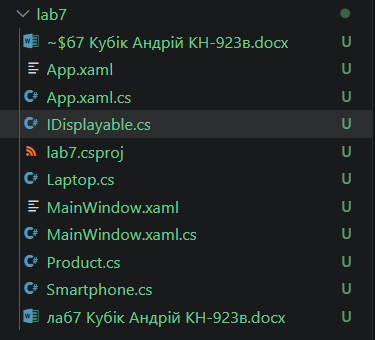 lab7
~$б7 Кубік Андрій КН-923в.docx U
App.xaml U
App.xaml.cs U
IDisplayable.cs U
lab7.csproj U
Laptop.cs U
MainWindow.xaml U
MainWindow.xaml.cs U
Product.cs U
Smartphone.cs U
лаб7 Кубік Андрій КН-923в.docx U